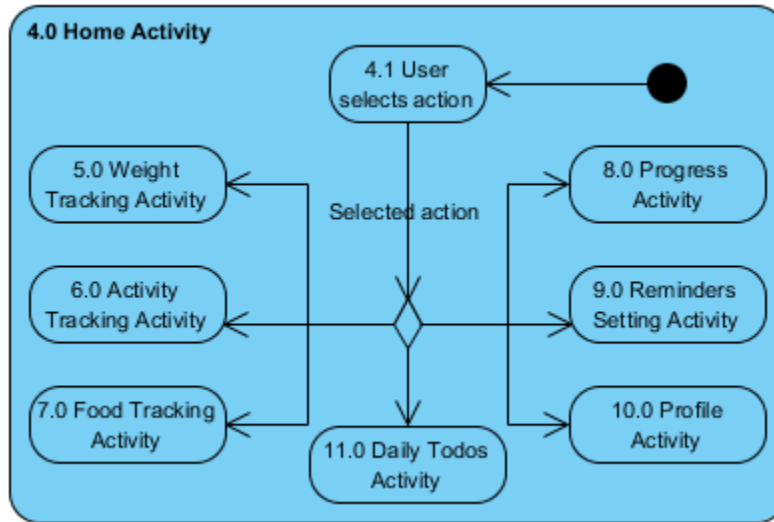 4.0 Home Activity
4.1 User
selects action
5.0 Weight
Tracking Activity
8.0 Progress
Activity
Selected action
6.0 Activity
Tracking Activity
9.0 Reminders
Setting Activity
7.0 Food Tracking
Activity
10.0 Profile
Activity
11.0 Daily Todos
Activity